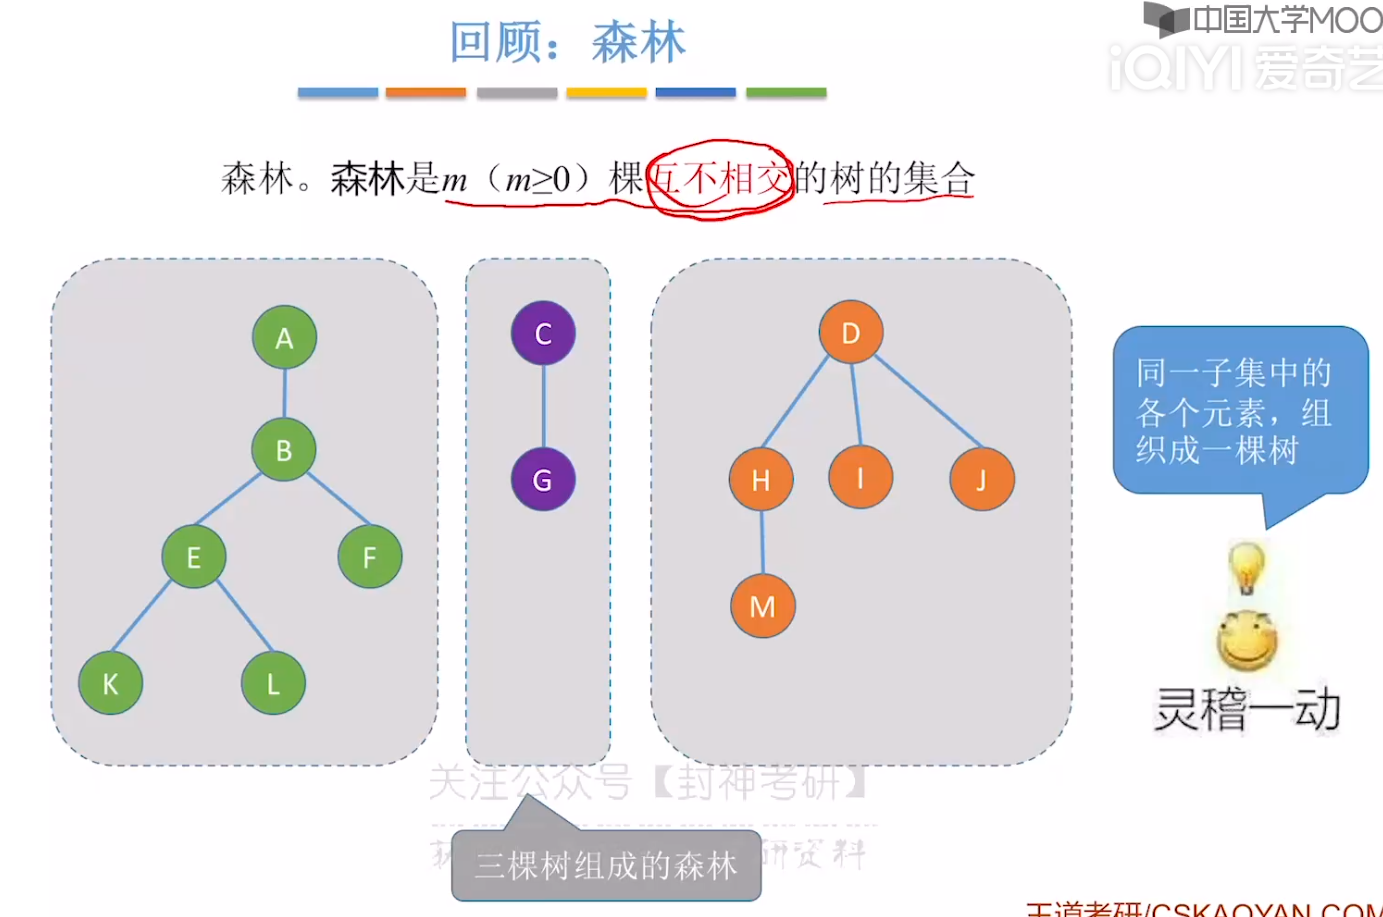 中国大学MOO
iQIYI 爱奇艺
回顾：森林
森林。森林是m（m≥0）棵互不相交的树的集合
A
C
D
B
H
I
J
G
E
F
M
K
L
同一子集中的
各个元素，组
织成一棵树
灵稽一动
关注公众号【封神考研】
研资料
三棵树组成的森林
王道考研/CSKAOYAN.COM